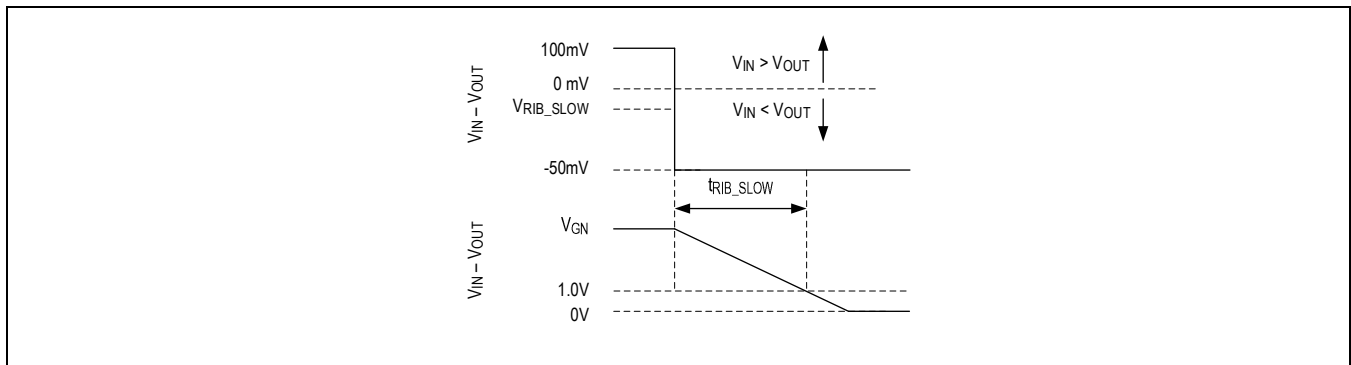 100mV
VIN > VOUT
0 mV
VRIB_SLOW
VIN < VOUT
VIN – VOUT
-50mV
tRIB_SLOW
VGN
VIN – VOUT
1.0V
0V